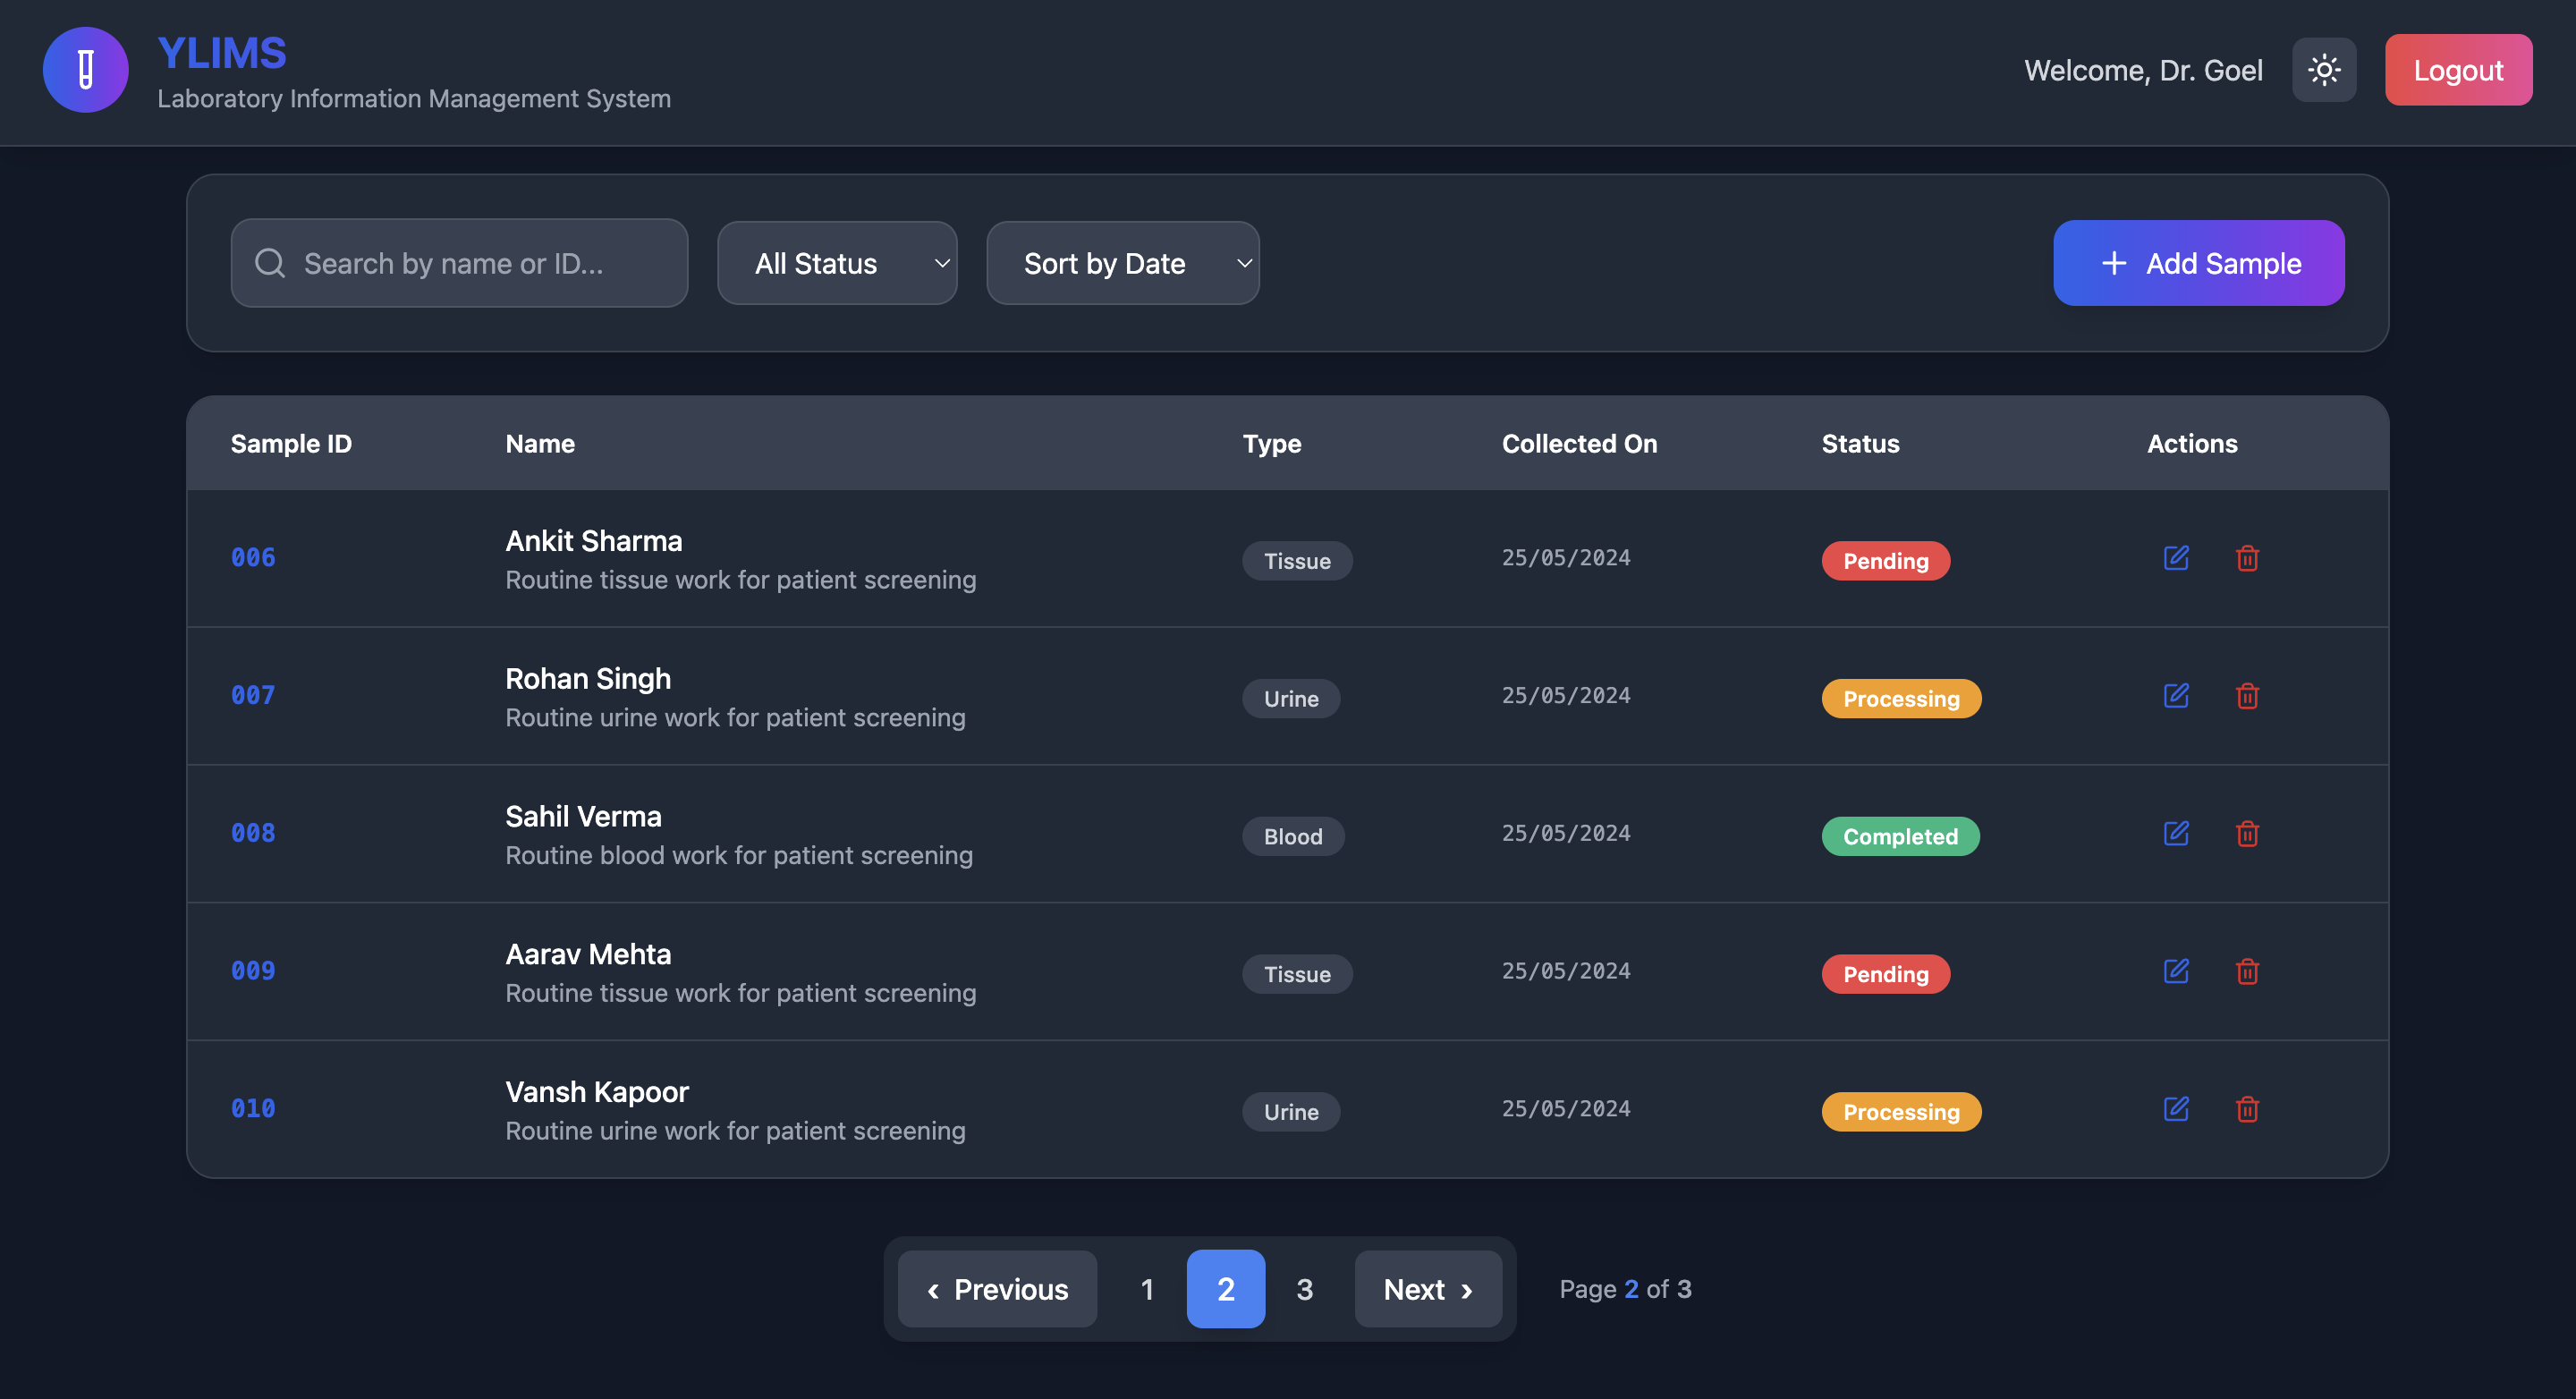 YLIMS
Laboratory Information Management System
Welcome, Dr. Goel
Logout
Search by name or ID...
All Status
Sort by Date
+ Add Sample
Sample ID Name Type Collected On Status Actions
006 Ankit Sharma Tissue 25/05/2024 Pending
Routine tissue work for patient screening
007 Rohan Singh Urine 25/05/2024 Processing
Routine urine work for patient screening
008 Sahil Verma Blood 25/05/2024 Completed
Routine blood work for patient screening
009 Aarav Mehta Tissue 25/05/2024 Pending
Routine tissue work for patient screening
010 Vansh Kapoor Urine 25/05/2024 Processing
Routine urine work for patient screening
‹ Previous 1 2 3 Next › Page 2 of 3